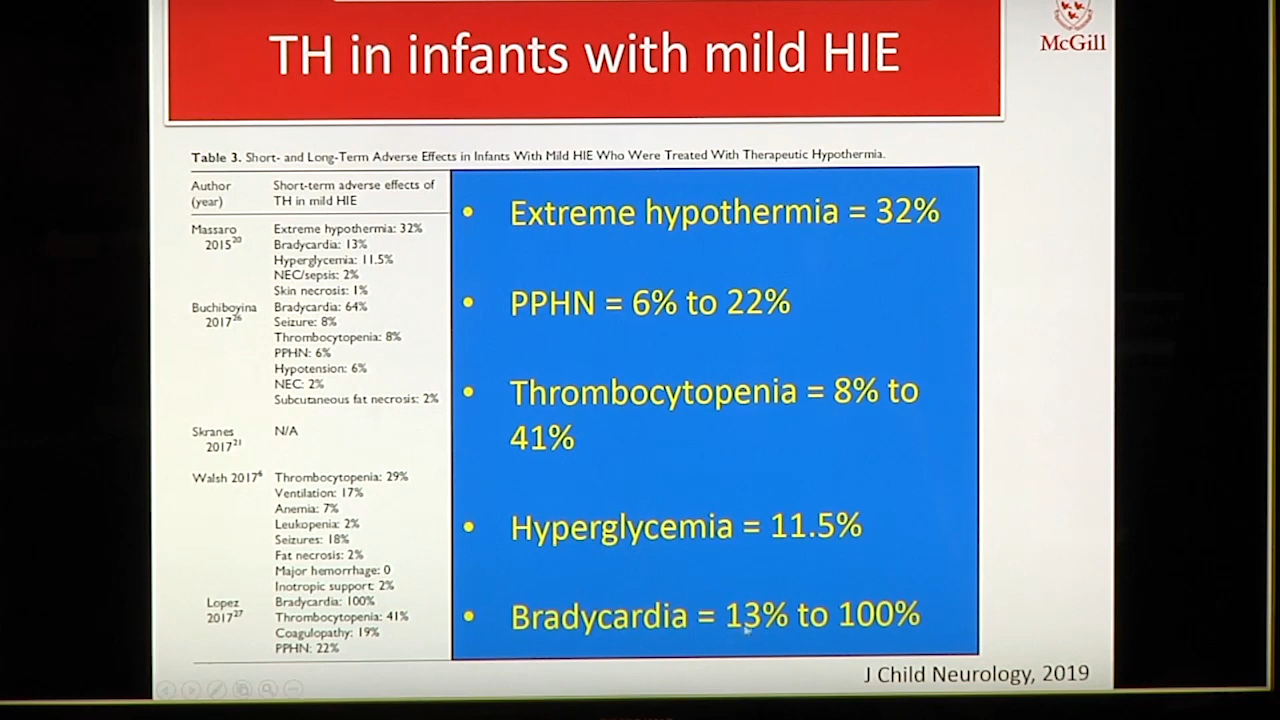 TH in infants with mild HIE
McGill
Table 3. Short- and Long-Term Adverse Effects in Infants With Mild HIE Who Were Treated With Therapeutic Hypothermia.
Author
(year)
Short-term adverse effects of
TH in mild HIE
Massaro
2015²⁰
Extreme hypothermia: 32%
Bradycardia: 13%
Hyperglycemia: 11.5%
NEC/sepsis: 2%
Skin necrosis: 1%
Buchiboyina
2017²⁶
Bradycardia: 64%
Seizure: 8%
Thrombocytopenia: 8%
PPHN: 6%
Hypotension: 6%
NEC: 2%
Subcutaneous fat necrosis: 2%
Skranes
2017²¹
N/A
Walsh 2017⁶
Thrombocytopenia: 29%
Ventilation: 17%
Anemia: 7%
Leukopenia: 2%
Seizures: 18%
Fat necrosis: 2%
Major hemorrhage: 0
Inotropic support: 2%
Lopez
2017²⁷
Bradycardia: 100%
Thrombocytopenia: 41%
Coagulopathy: 19%
PPHN: 22%
• Extreme hypothermia = 32%
• PPHN = 6% to 22%
• Thrombocytopenia = 8% to
41%
• Hyperglycemia = 11.5%
• Bradycardia = 13% to 100%
J Child Neurology, 2019